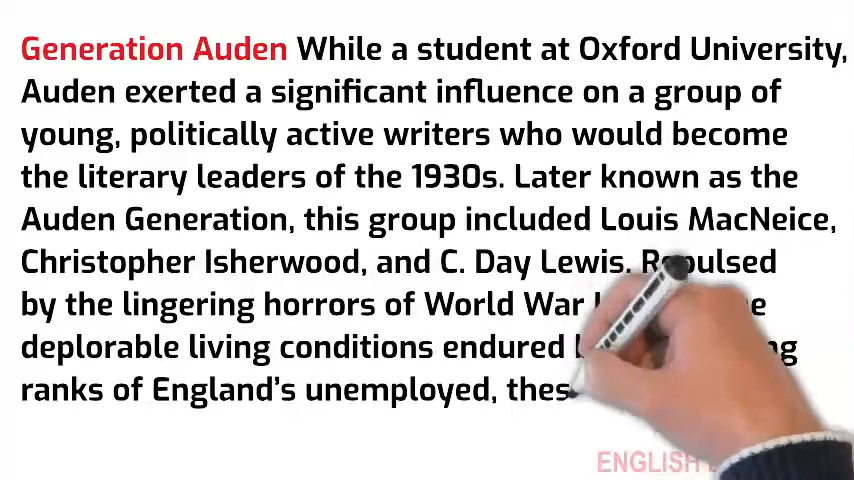 Generation Auden While a student at Oxford University,
Auden exerted a significant influence on a group of
young, politically active writers who would become
the literary leaders of the 1930s. Later known as the
Auden Generation, this group included Louis MacNeice,
Christopher Isherwood, and C. Day Lewis. Repulsed
by the lingering horrors of World War
deplorable living conditions endured
ranks of England's unemployed,
ENGLISH